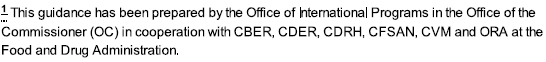 1 This guidance has been prepared by the Office of International Programs in the Office of the
Commissioner (OC) in cooperation with CBER, CDER, CDRH, CFSAN, CVM and ORA at the
Food and Drug Administration.